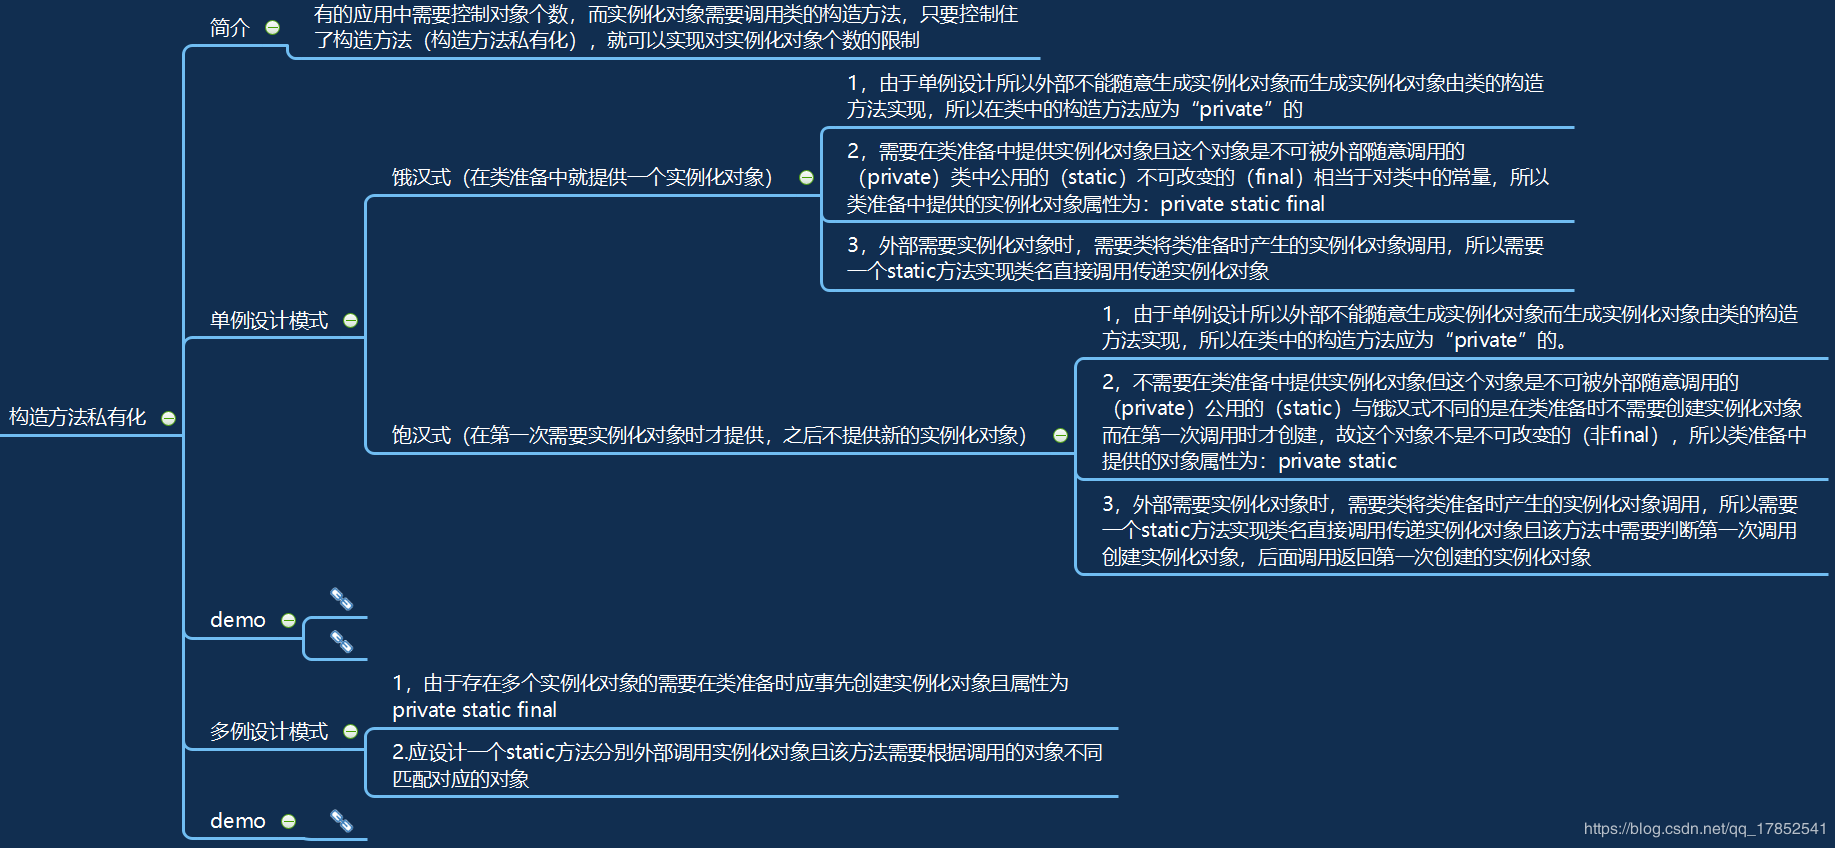 构造方法私有化
简介
有的应用中需要控制对象个数，而实例化对象需要调用类的构造方法，只要控制住
了构造方法（构造方法私有化），就可以实现对实例化对象个数的限制
单例设计模式
饿汉式（在类准备中就提供一个实例化对象）
1，由于单例设计所以外部不能随意生成实例化对象而生成实例化对象由类的构造
方法实现，所以在类中的构造方法应为“private”的
2，需要在类准备中提供实例化对象且这个对象是不可被外部随意调用的
（private）类中公用的（static）不可改变的（final）相当于对类中的常量，所以
类准备中提供的实例化对象属性为：private static final
3，外部需要实例化对象时，需要类将类准备时产生的实例化对象调用，所以需要
一个static方法实现类名直接调用传递实例化对象
饱汉式（在第一次需要实例化对象时才提供，之后不提供新的实例化对象）
1，由于单例设计所以外部不能随意生成实例化对象而生成实例化对象由类的构造
方法实现，所以在类中的构造方法应为“private”的。
2，不需要在类准备中提供实例化对象但这个对象是不可被外部随意调用的
（private）公用的（static）与饿汉式不同的是在类准备时不需要创建实例化对象
而在第一次调用时才创建，故这个对象不是不可改变的（非final），所以类准备中
提供的对象属性为：private static
3，外部需要实例化对象时，需要类将类准备时产生的实例化对象调用，所以需要
一个static方法实现类名直接调用传递实例化对象且该方法中需要判断第一次调用
创建实例化对象，后面调用返回第一次创建的实例化对象
demo
多例设计模式
1，由于存在多个实例化对象的需要在类准备时应事先创建实例化对象且属性为
private static final
2.应设计一个static方法分别外部调用实例化对象且该方法需要根据调用的对象不同
匹配对应的对象
demo
https://blog.csdn.net/qq_17852541